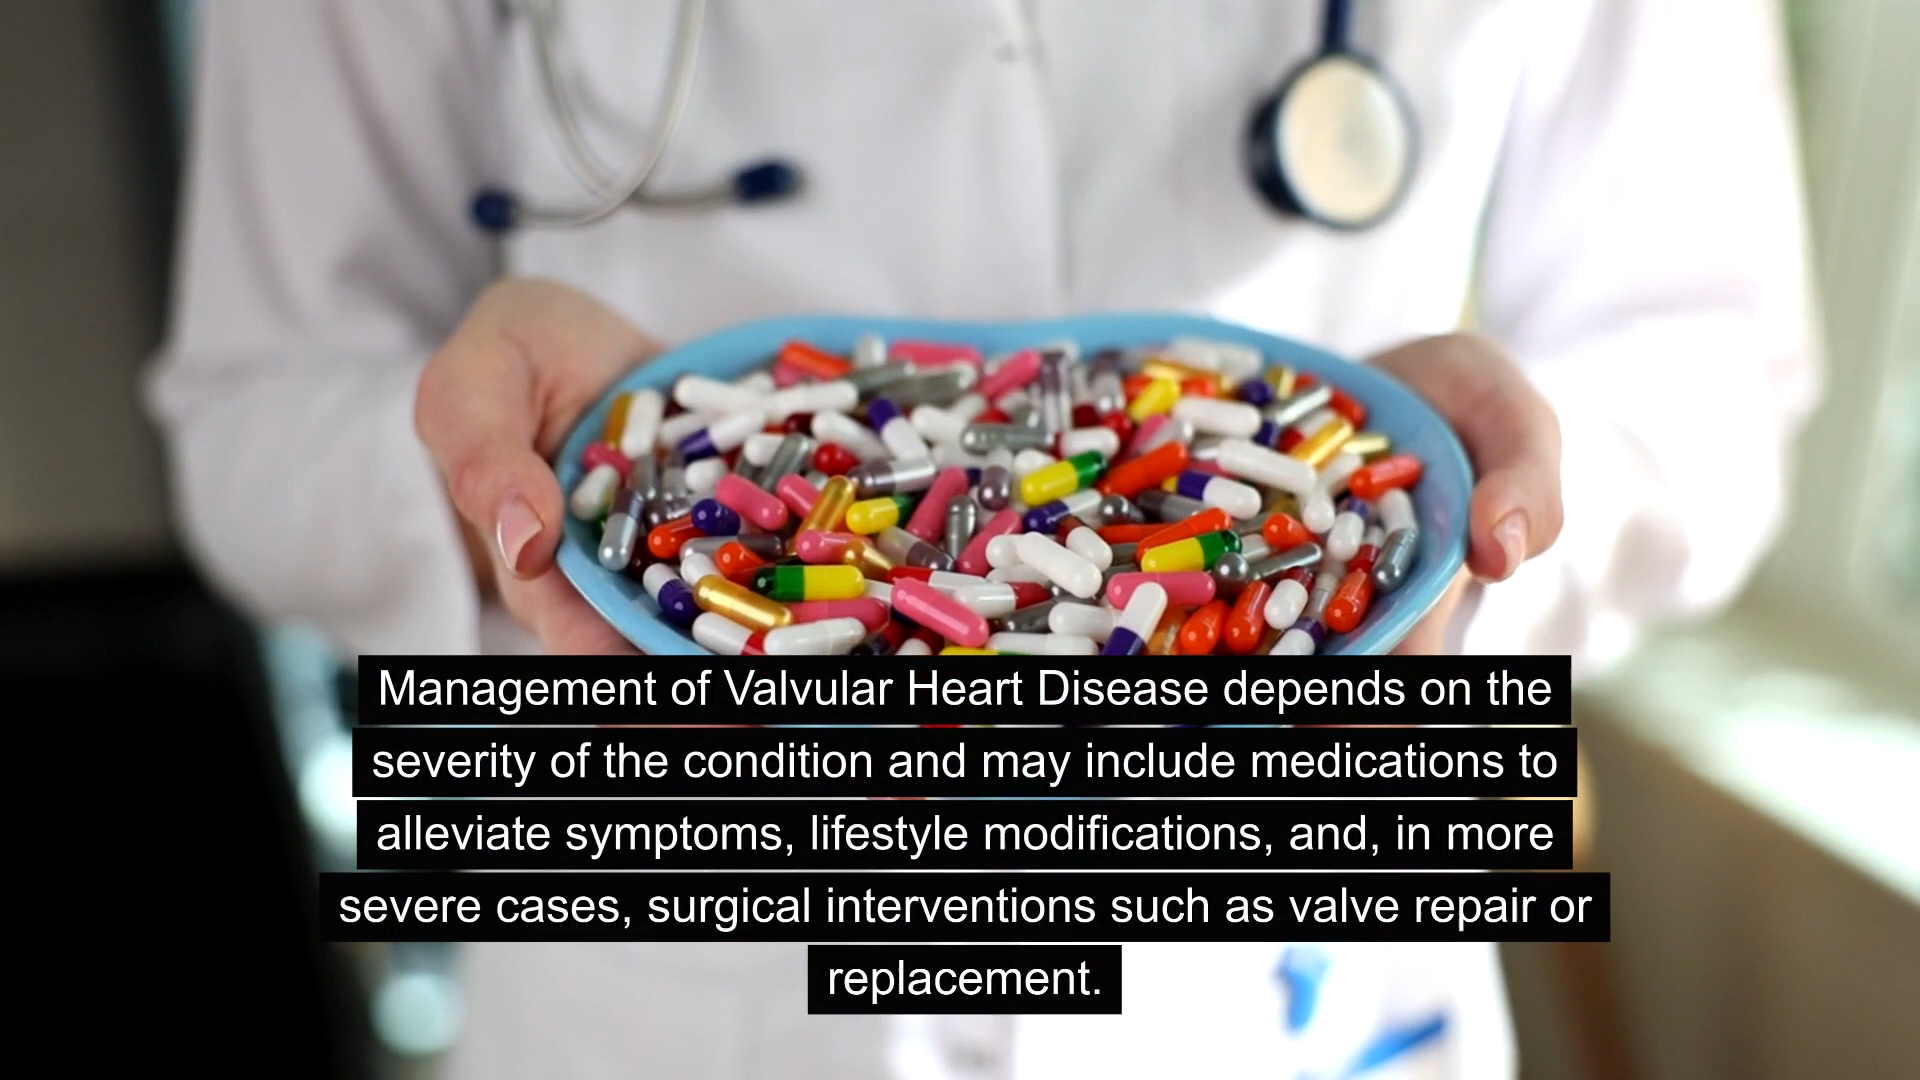 Management of Valvular Heart Disease depends on the
severity of the condition and may include medications to
alleviate symptoms, lifestyle modifications, and, in more
severe cases, surgical interventions such as valve repair or
replacement.